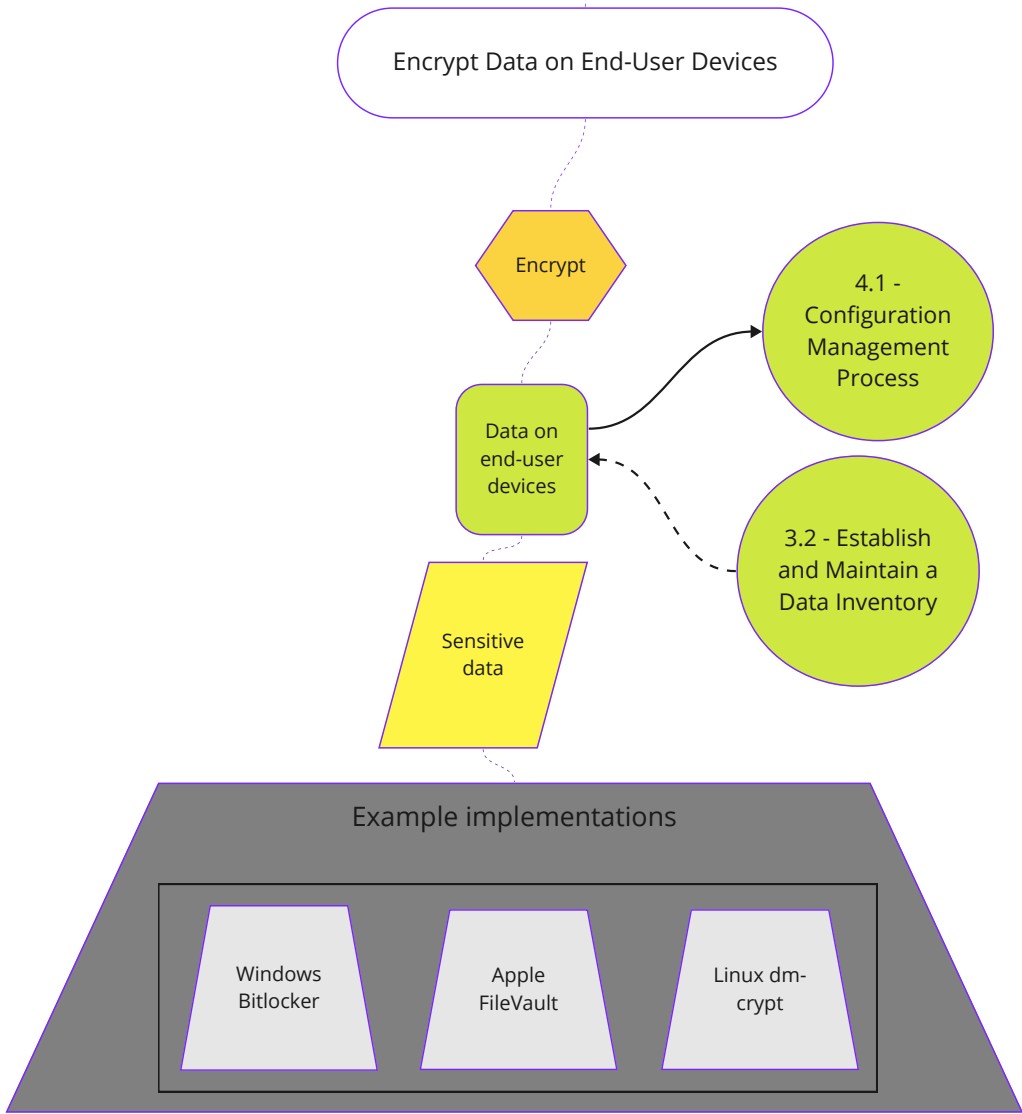 Encrypt Data on End-User Devices
Encrypt
4.1 -
Configuration
Management
Process
Data on
end-user
devices
3.2 - Establish
and Maintain a
Data Inventory
Sensitive
data
Example implementations
Windows
Bitlocker
Apple
FileVault
Linux dm-
crypt